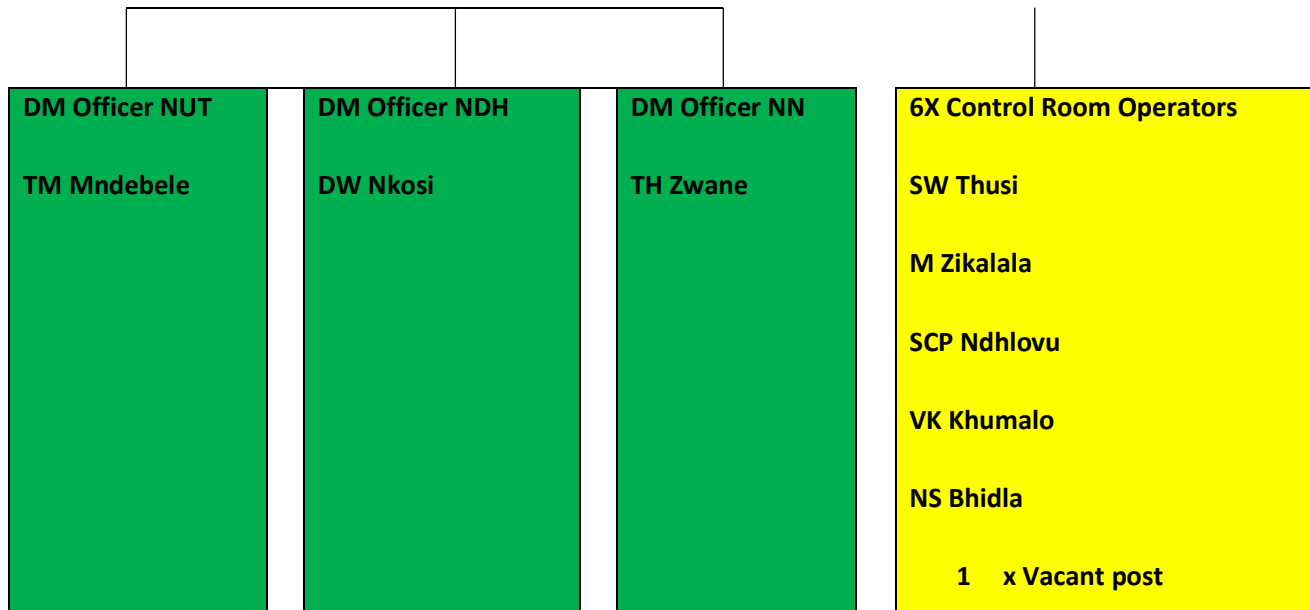 DM Officer NUT
TM Mndebele
DM Officer NDH
DW Nkosi
DM Officer NN
TH Zwane
6X Control Room Operators
SW Thusi
M Zikalala
SCP Ndhlovu
VK Khumalo
NS Bhidla
1 x Vacant post